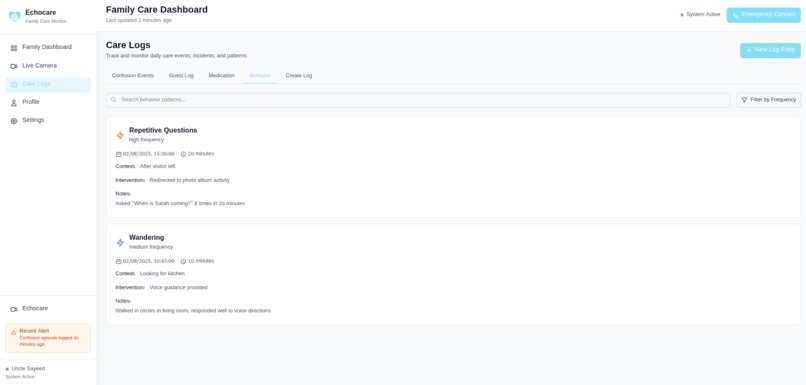 Echocare
Family Care Monitor
Family Dashboard
Live Camera
Care Logs
Profile
Settings
Echocare
Recent Alert
Confusion episode logged 41
minutes ago
Uncle Sayeed
System Active
Family Care Dashboard
Last updated 2 minutes ago
System Active
Emergency Contact
Care Logs
Track and monitor daily care events, incidents, and patterns.
New Log Entry
Confusion Events
Guest Log
Medication
Behavior
Create Log
Search behavior patterns...
Filter by Frequency
Repetitive Questions
high frequency
02/08/2025, 15:30:00 20 minutes
Context: After visitor left
Intervention: Redirected to photo album activity
Notes:
Asked "When is Sarah coming?" 8 times in 20 minutes
Wandering
medium frequency
02/08/2025, 10:45:00 10 minutes
Context: Looking for kitchen
Intervention: Voice guidance provided
Notes:
Walked in circles in living room, responded well to voice directions